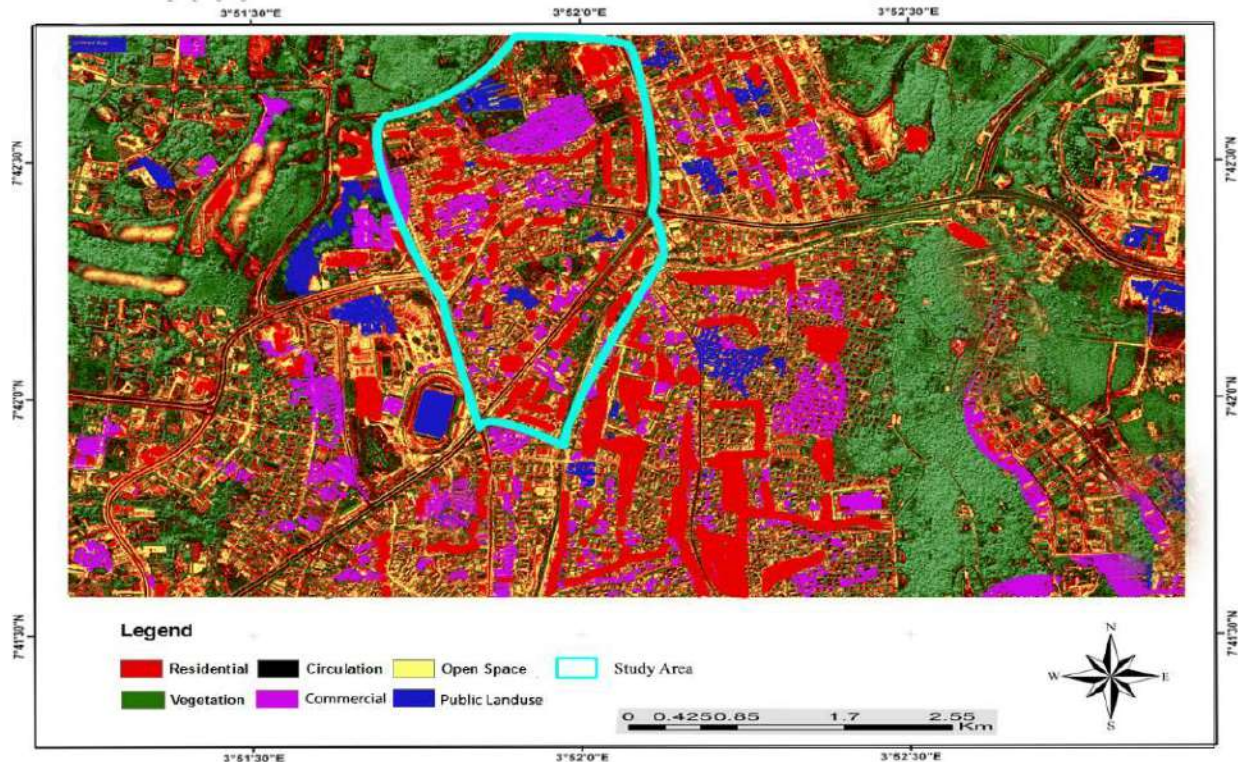 3°51'30"E 3°52'0"E 3°52'30"E
7°42'30"N 7°42'30"N
7°42'0"N 7°42'0"N
Legend
7°41'30"N 7°41'30"N
Residential Circulation Open Space Study Area
Vegetation Commercial Public Landuse
N
W E
S
0 0.4250.85 1.7 2.55
Km
3°51'30"E 3°52'0"E 3°52'30"E